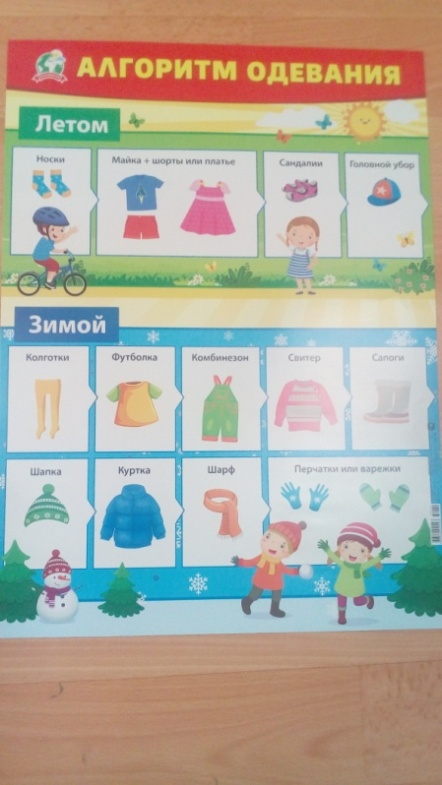 АЛГОРИТМ ОДЕВАНИЯ
Летом
Носки
Майка + шорты или платье
Сандалии
Головной убор
Зимой
Колготки
Футболка
Комбинезон
Свитер
Сапоги
Шапка
Куртка
Шарф
Перчатки или варежки